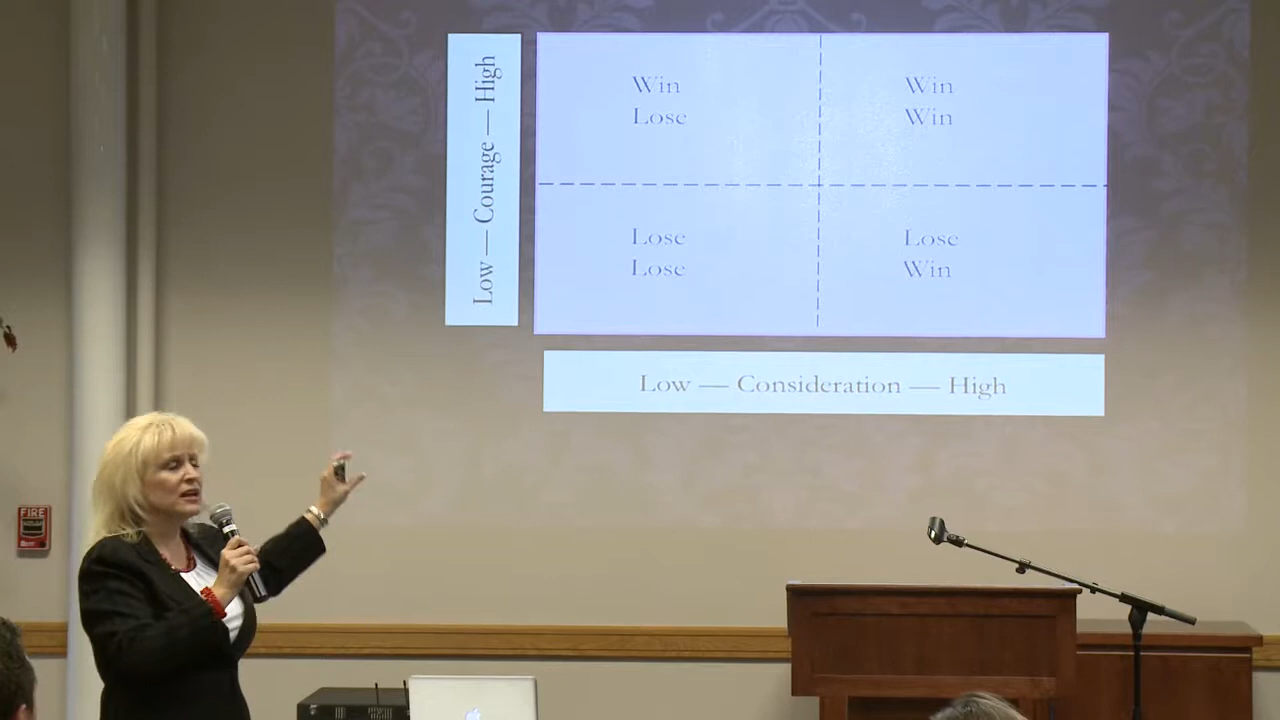 Low — Courage — High
Win
Lose
Win
Win
Lose
Lose
Lose
Win
Low — Consideration — High
FIRE